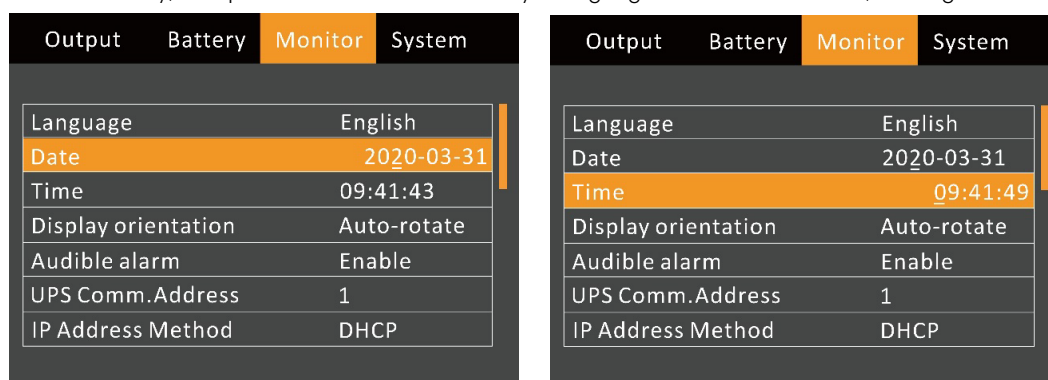 Output Battery Monitor System
Language English
Date 2020-03-31
Time 09:41:43
Display orientation Auto-rotate
Audible alarm Enable
UPS Comm.Address 1
IP Address Method DHCP
Output Battery Monitor System
Language English
Date 2020-03-31
Time 09:41:49
Display orientation Auto-rotate
Audible alarm Enable
UPS Comm.Address 1
IP Address Method DHCP